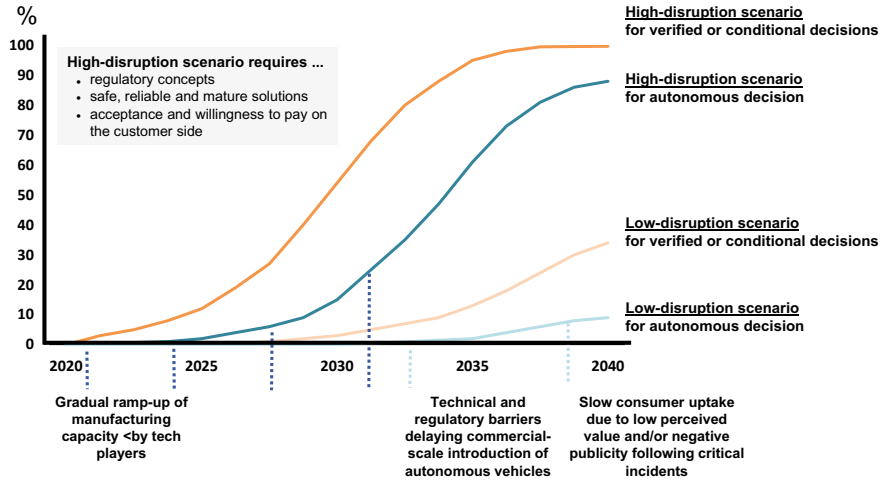 %
100
90
80
70
60
50
40
30
20
10
0
High-disruption scenario requires ...
• regulatory concepts
• safe, reliable and mature solutions
• acceptance and willingness to pay on
the customer side
High-disruption scenario
for verified or conditional decisions
High-disruption scenario
for autonomous decision
Low-disruption scenario
for verified or conditional decisions
Low-disruption scenario
for autonomous decision
2020 2025 2030 2035 2040
Gradual ramp-up of
manufacturing
capacity <by tech
players
Technical and
regulatory barriers
delaying commercial-
scale introduction of
autonomous vehicles
Slow consumer uptake
due to low perceived
value and/or negative
publicity following critical
incidents